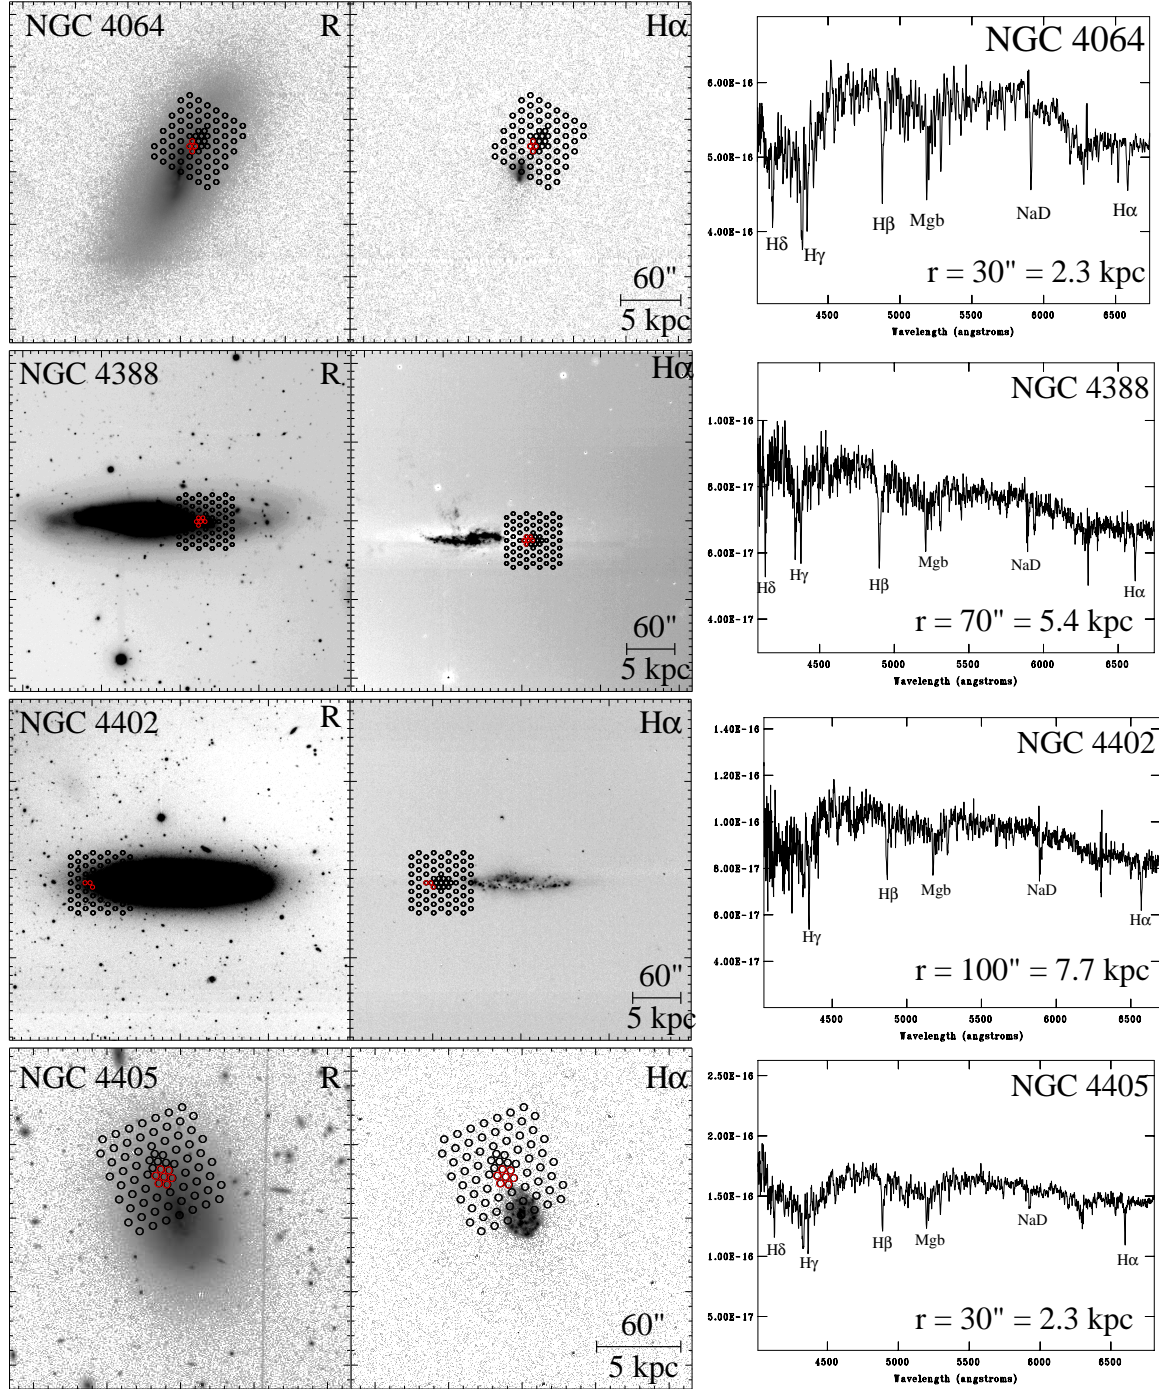 NGC 4064
R
Hα
60"
5 kpc
NGC 4064
6.00E-16
5.00E-16
4.00E-16
Hδ
Hγ
Hβ
Mgb
NaD
Hα
r = 30" = 2.3 kpc
4500
5000
5500
6000
6500
Wavelength (angstroms)
NGC 4388
R
Hα
60"
5 kpc
NGC 4388
1.00E-16
8.00E-17
6.00E-17
4.00E-17
Hδ
Hγ
Hβ
Mgb
NaD
Hα
r = 70" = 5.4 kpc
4500
5000
5500
6000
6500
Wavelength (angstroms)
NGC 4402
R
Hα
60"
5 kpc
NGC 4402
1.40E-16
1.20E-16
1.00E-16
8.00E-17
6.00E-17
4.00E-17
Hγ
Hβ
Mgb
NaD
Hα
r = 100" = 7.7 kpc
4500
5000
5500
6000
6500
Wavelength (angstroms)
NGC 4405
R
Hα
60"
5 kpc
NGC 4405
2.50E-16
2.00E-16
1.50E-16
1.00E-16
5.00E-17
Hδ
Hγ
Hβ
Mgb
NaD
Hα
r = 30" = 2.3 kpc
4500
5000
5500
6000
6500
Wavelength (angstroms)